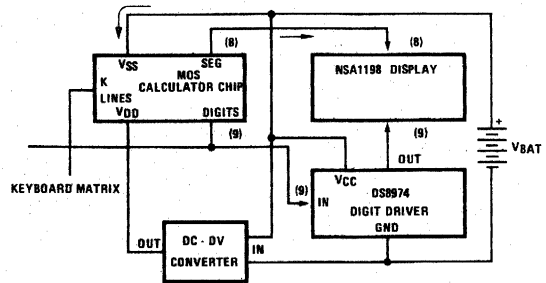 (8)
(8)
VSS
SEG
MOS
CALCULATOR CHIP
K
LINES
VDD
DIGITS
NSA1198 DISPLAY
(9)
(9)
+
VBAT
OUT
KEYBOARD MATRIX
(9)
IN
VCC
DS8974
DIGIT DRIVER
GND
OUT
DC - DV
CONVERTER
IN